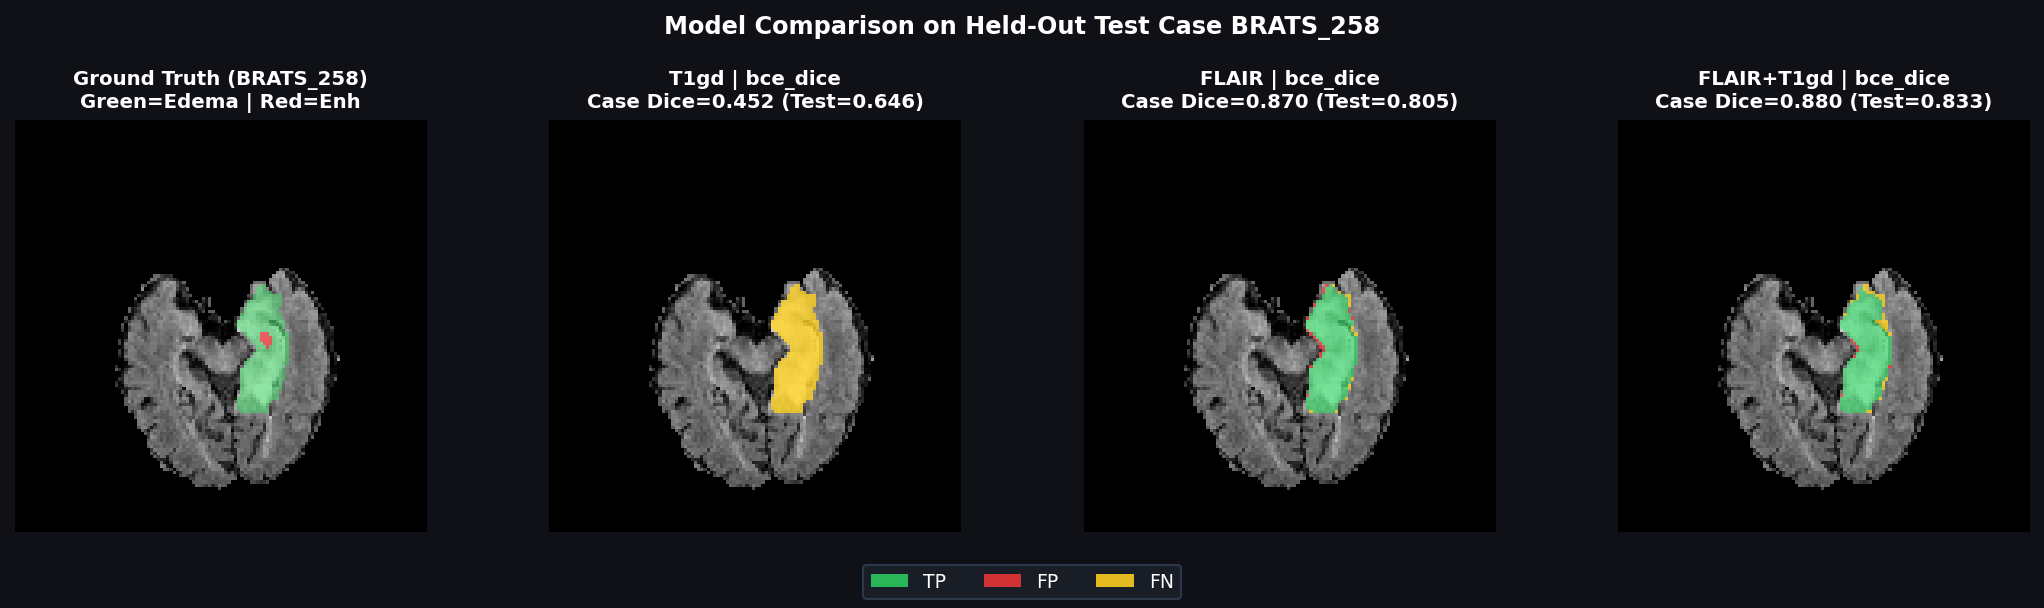 Model Comparison on Held-Out Test Case BRATS_258
Ground Truth (BRATS_258)
Green=Edema | Red=Enh
T1gd | bce_dice
Case Dice=0.452 (Test=0.646)
FLAIR | bce_dice
Case Dice=0.870 (Test=0.805)
FLAIR+T1gd | bce_dice
Case Dice=0.880 (Test=0.833)
TP FP FN